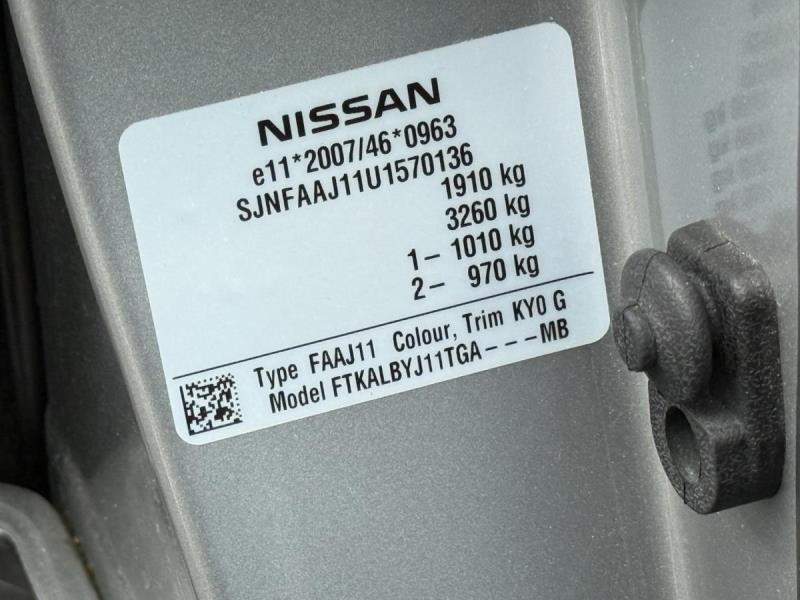 NISSAN
e11*2007/46*0963
SJNFAAJ11U1570136
1910 kg
3260 kg
1– 1010 kg
2– 970 kg
Type FAAJ11 Colour, Trim KY0 G
Model FTKALBYJ11TGA–––MB